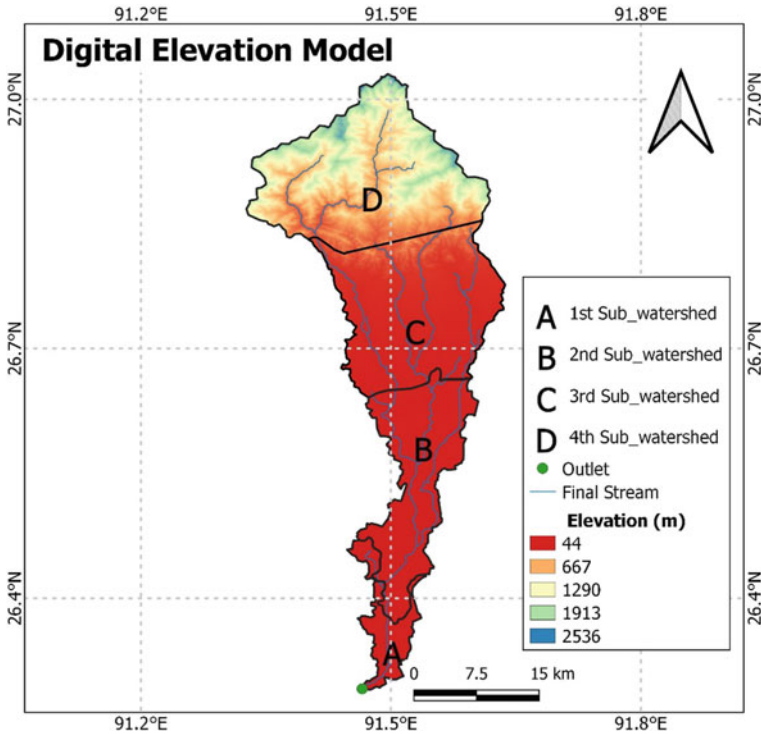 91.2°E 91.5°E 91.8°E
Digital Elevation Model
27.0°N 27.0°N
D
A 1st Sub_watershed
26.7°N C 26.7°N
B 2nd Sub_watershed
C 3rd Sub_watershed
D 4th Sub_watershed
B
Outlet
Final Stream
Elevation (m)
44
667
1290
1913
2536
26.4°N 26.4°N
A
0 7.5 15 km
91.2°E 91.5°E 91.8°E